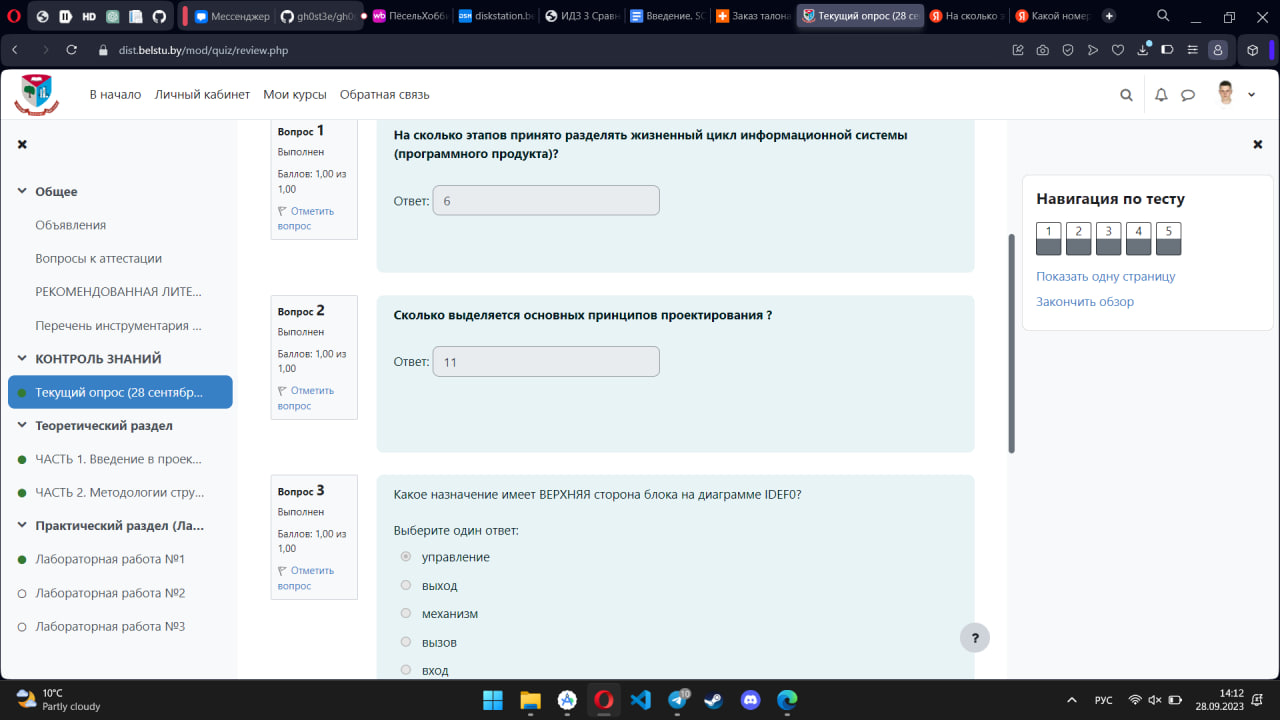 HD
Мессенджер
gh0st3e/gh0
ПёсельХобби
diskstation.be
ИДЗ 3 Сравн
Введение. SC
Заказ талона
Текущий опрос (28 се
На сколько э
Какой номер
dist.belstu.by/mod/quiz/review.php
В начало
Личный кабинет
Мои курсы
Обратная связь
Общее
Объявления
Вопросы к аттестации
РЕКОМЕНДОВАННАЯ ЛИТЕ...
Перечень инструментария ...
КОНТРОЛЬ ЗНАНИЙ
Текущий опрос (28 сентябр...
Теоретический раздел
ЧАСТЬ 1. Введение в проек...
ЧАСТЬ 2. Методологии стру...
Практический раздел (Ла...
Лабораторная работа №1
Лабораторная работа №2
Лабораторная работа №3
Вопрос 1
Выполнен
Баллов: 1,00 из
1,00
Отметить
вопрос
На сколько этапов принято разделять жизненный цикл информационной системы
(программного продукта)?
Ответ: 6
Вопрос 2
Выполнен
Баллов: 1,00 из
1,00
Отметить
вопрос
Сколько выделяется основных принципов проектирования ?
Ответ: 11
Вопрос 3
Выполнен
Баллов: 1,00 из
1,00
Отметить
вопрос
Какое назначение имеет ВЕРХНЯЯ сторона блока на диаграмме IDEF0?
Выберите один ответ:
управление
выход
механизм
вызов
вход
Навигация по тесту
1 2 3 4 5
Показать одну страницу
Закончить обзор
?
10°C
Partly cloudy
10
РУС
14:12
28.09.2023